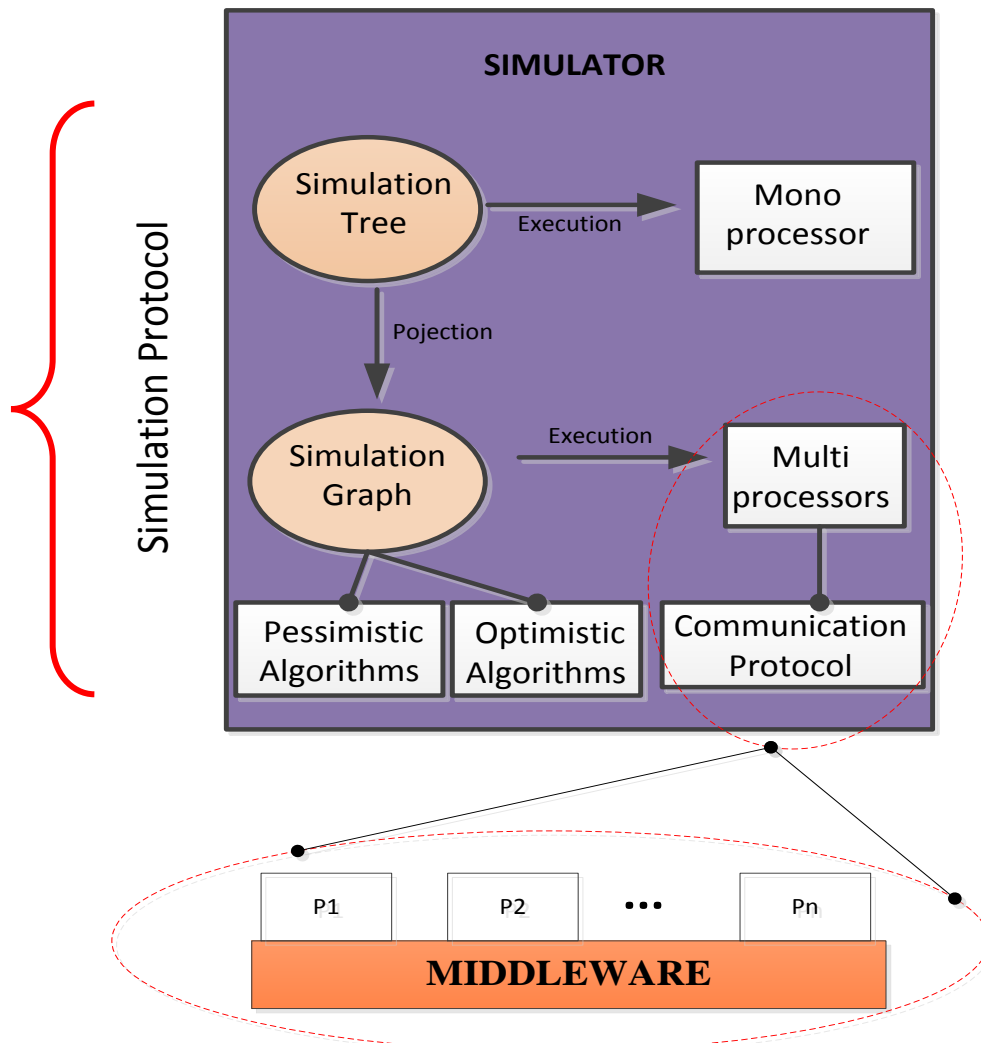 SIMULATOR
Simulation
Tree
Execution
Mono
processor
Pojection
Simulation Protocol
Simulation
Graph
Execution
Multi
processors
Pessimistic
Algorithms
Optimistic
Algorithms
Communication
Protocol
P1
P2
...
Pn
MIDDLEWARE